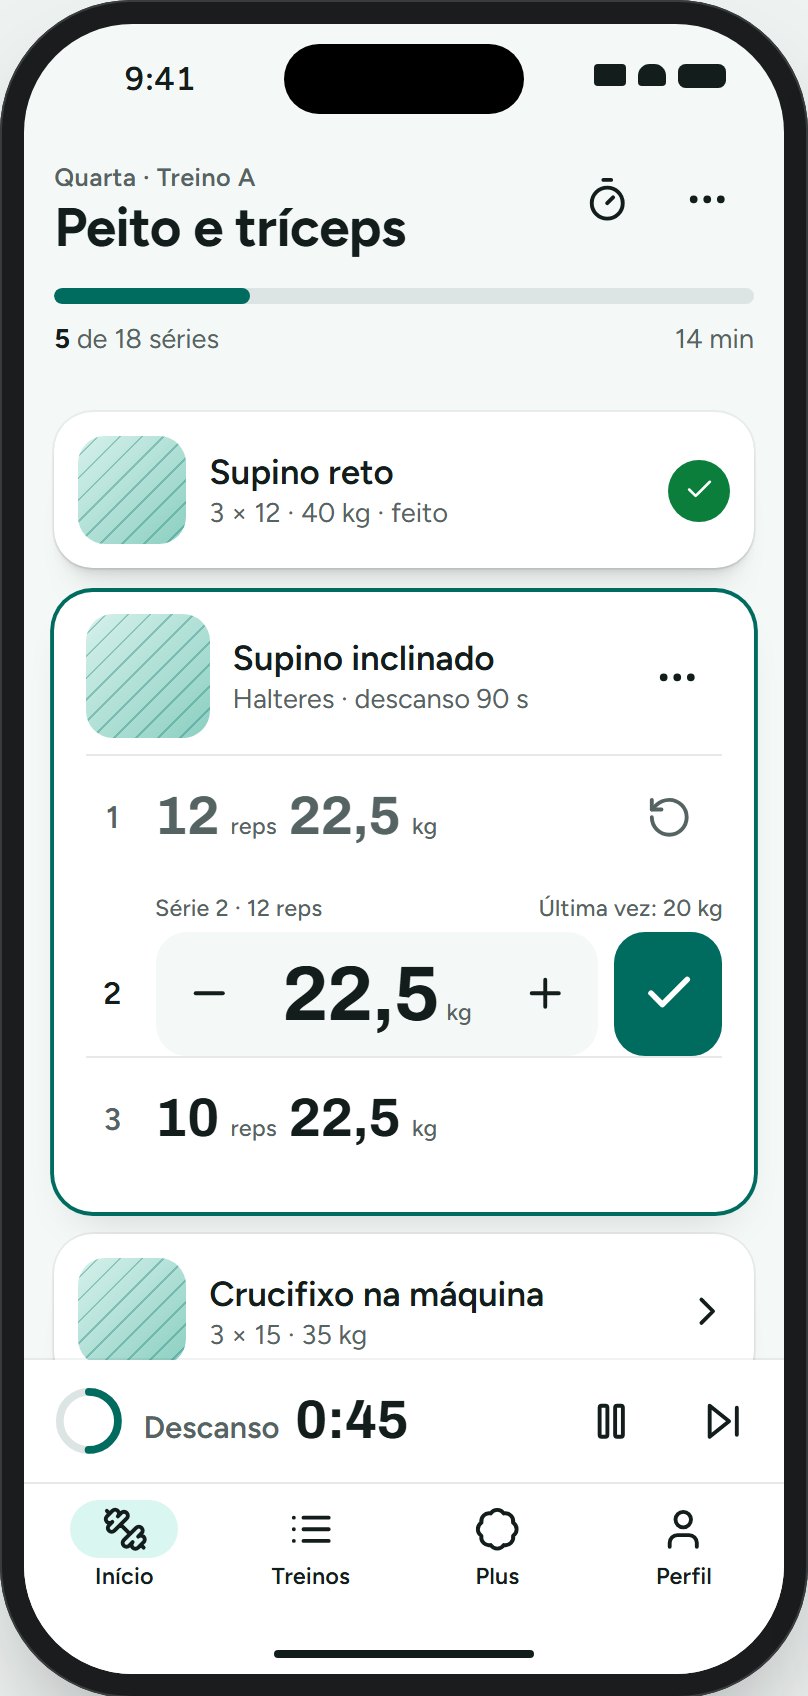 9:41
Quarta · Treino A
Peito e tríceps
5 de 18 séries
14 min
Supino reto
3 × 12 · 40 kg · feito
Supino inclinado
Halteres · descanso 90 s
1 12 reps 22,5 kg
Série 2 · 12 reps
Última vez: 20 kg
2 22,5 kg
3 10 reps 22,5 kg
Crucifixo na máquina
3 × 15 · 35 kg
Descanso 0:45
Início
Treinos
Plus
Perfil